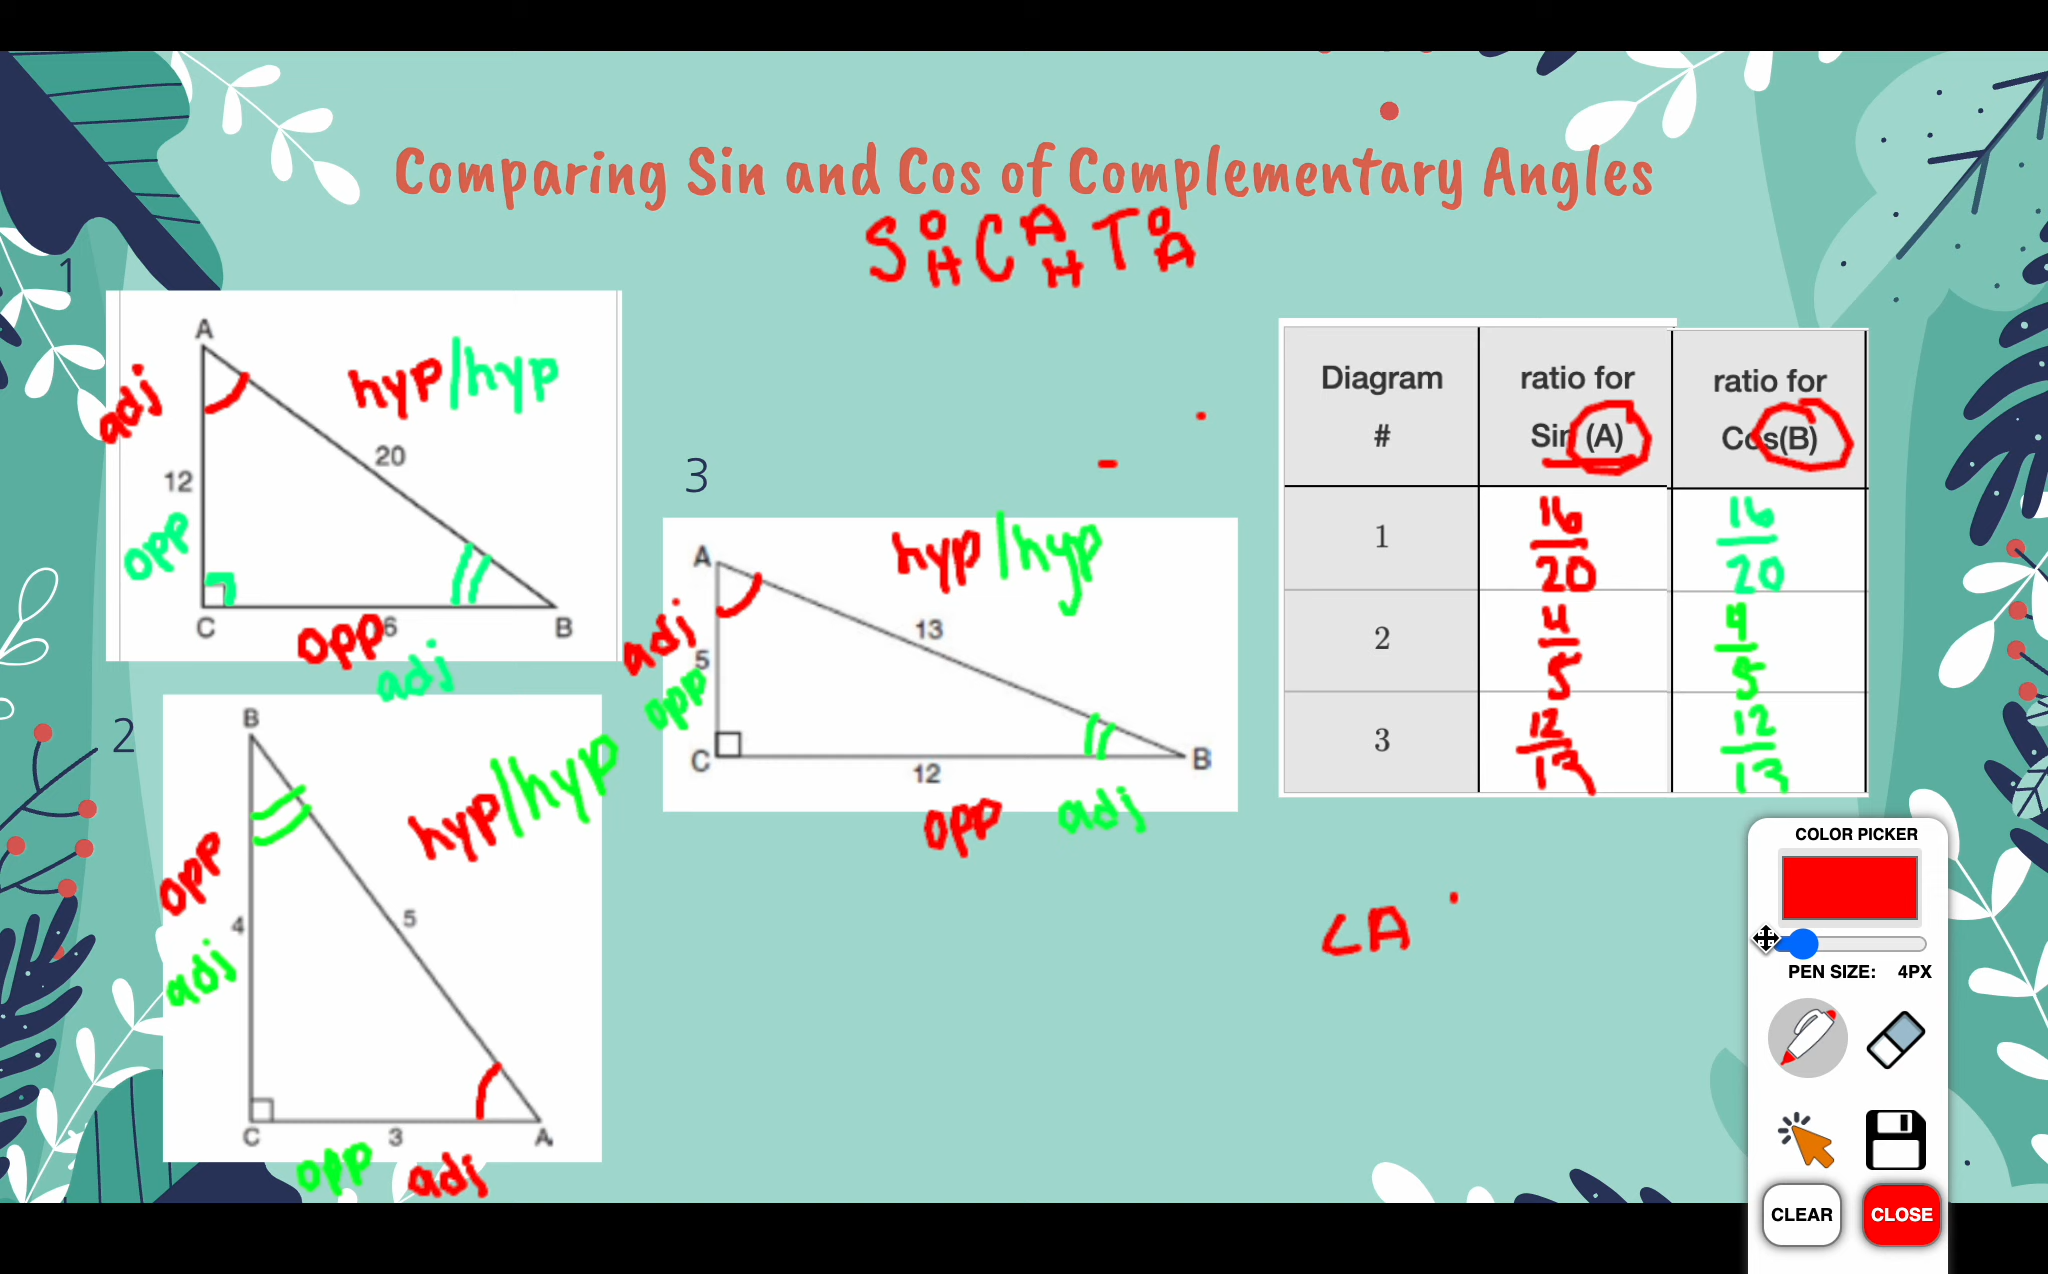 Comparing Sin and Cos of Complementary Angles
S O H C A H T O A
1
A
adj
hyp/hyp
12
20
opp
C
opp
6
B
adj
2
B
hyp/hyp
opp
4
5
adj
C
3
A
opp
adj
3
A
hyp/hyp
adj
5
13
opp
C
12
B
opp
adj
Diagram # ratio for Sin (A) ratio for Cos(B)
1 16/20 16/20
2 4/5 4/5
3 12/13 12/13
<A
COLOR PICKER
PEN SIZE: 4PX
CLEAR
CLOSE